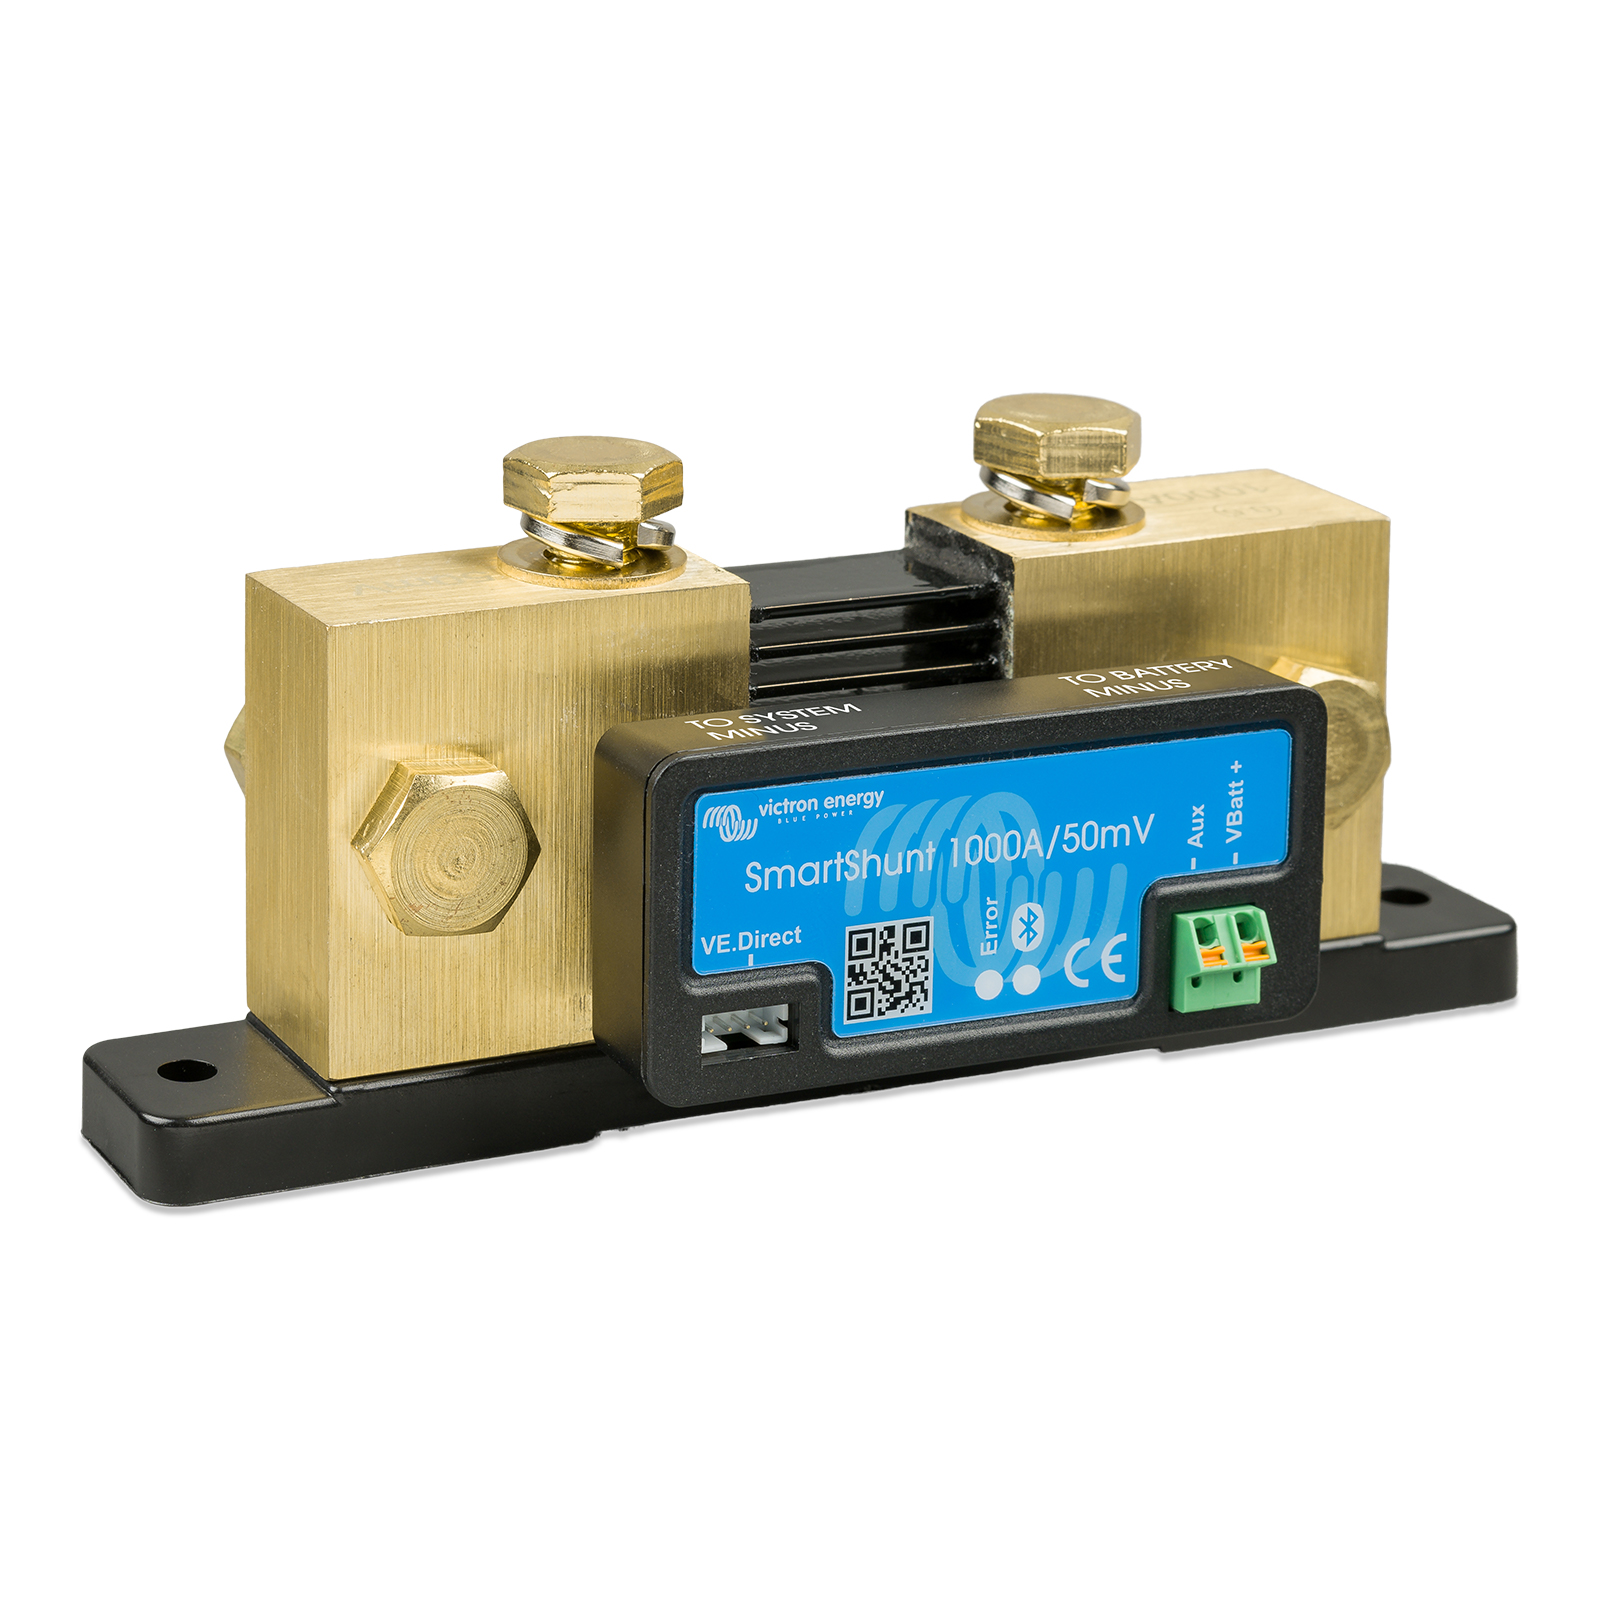 TO SYSTEM
MINUS
TO BATTERY
MINUS
victron energy
BLUE POWER
SmartShunt 1000A/50mV
Aux
VBatt +
VE.Direct
Error
CE
1000A